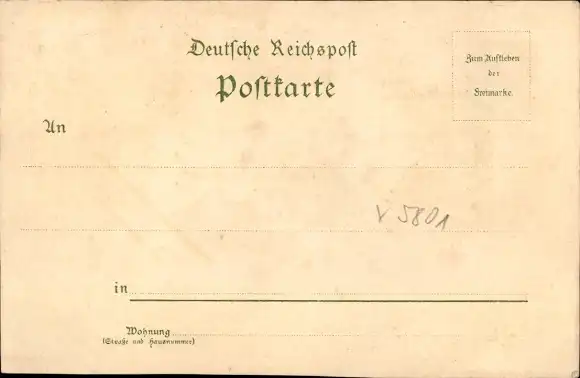 Deutsche Reichspost
Postkarte
Zum Aufkleben
der
Freimarke.
An
V 5801
in
Wohnung
(Straße und Hausnummer)